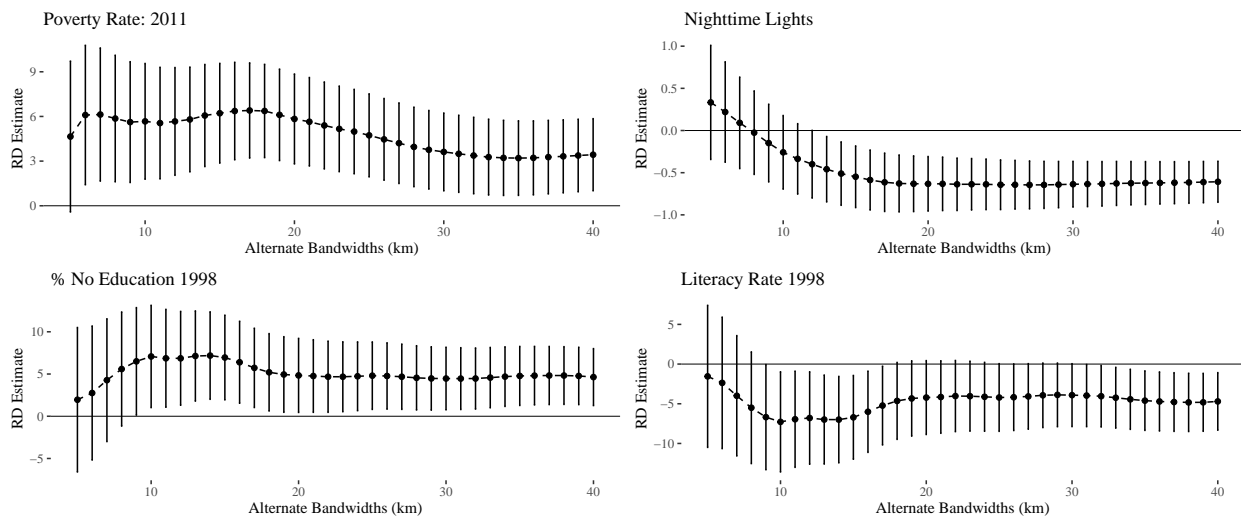 Poverty Rate: 2011
9
6
3
0
RD Estimate
10 20 30 40
Alternate Bandwidths (km)
Nighttime Lights
1.0
0.5
0.0
−0.5
−1.0
RD Estimate
10 20 30 40
Alternate Bandwidths (km)
% No Education 1998
10
5
0
−5
RD Estimate
10 20 30 40
Alternate Bandwidths (km)
Literacy Rate 1998
5
0
−5
−10
RD Estimate
10 20 30 40
Alternate Bandwidths (km)